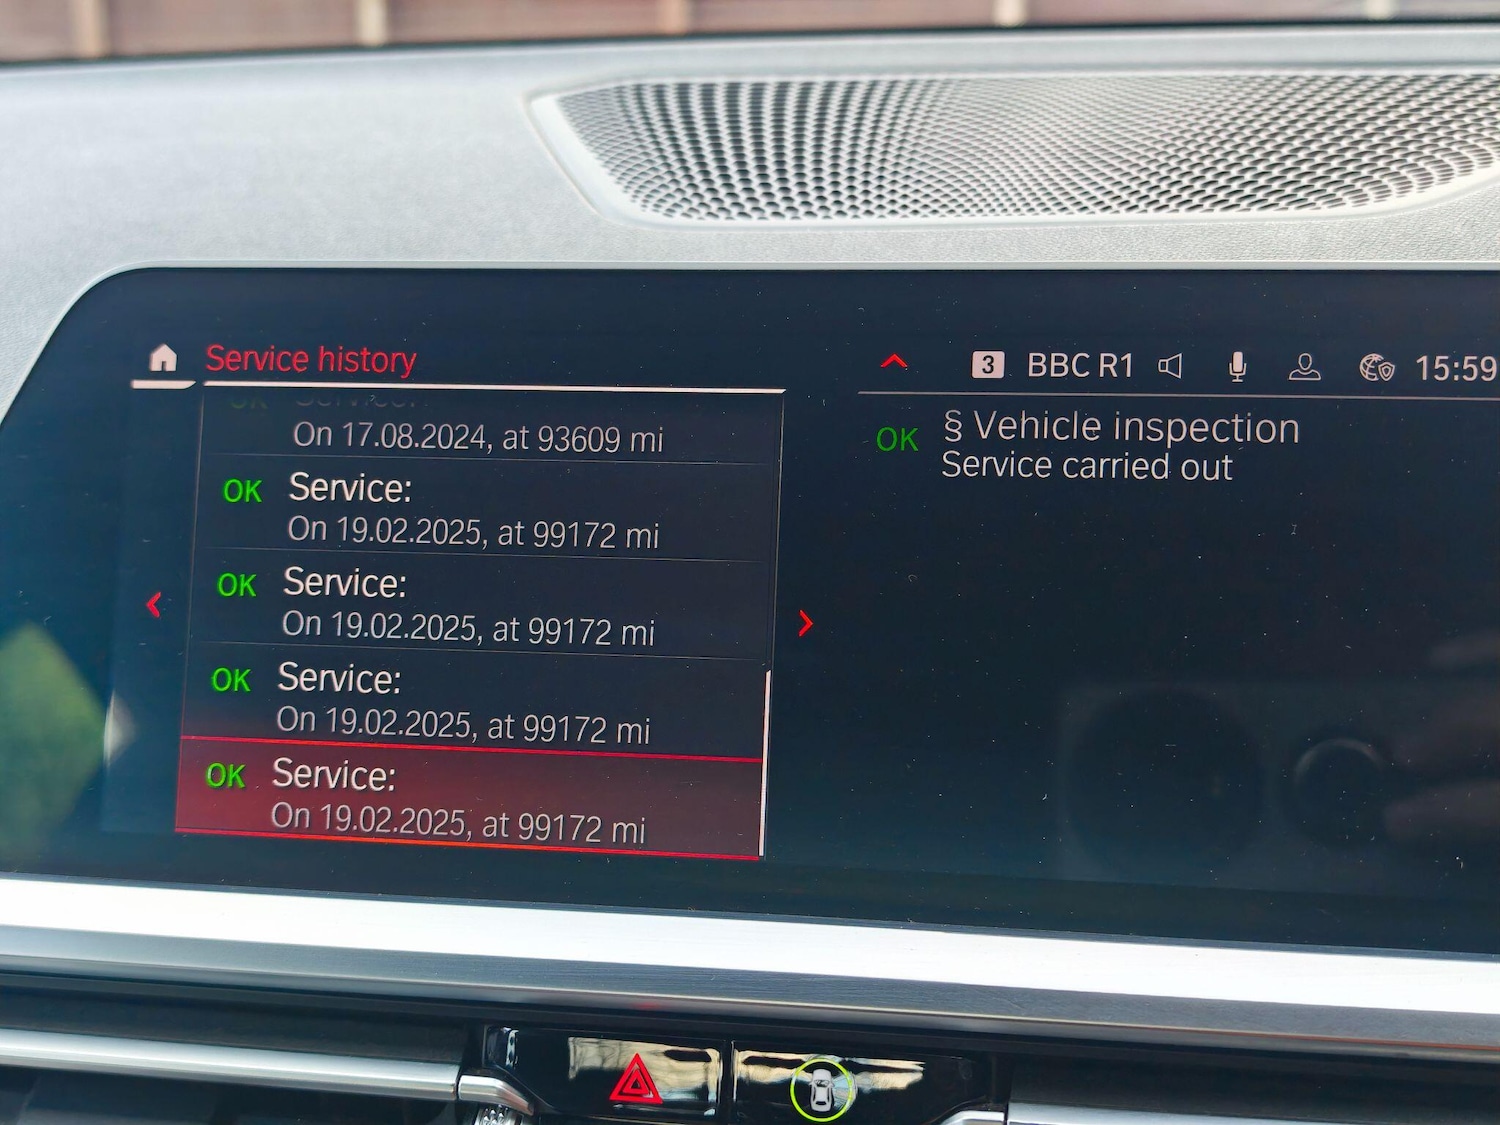 Service history
OK Service:
On 17.08.2024, at 93609 mi
OK Service:
On 19.02.2025, at 99172 mi
OK Service:
On 19.02.2025, at 99172 mi
OK Service:
On 19.02.2025, at 99172 mi
OK Service:
On 19.02.2025, at 99172 mi
3 BBC R1 15:59
OK § Vehicle inspection
Service carried out